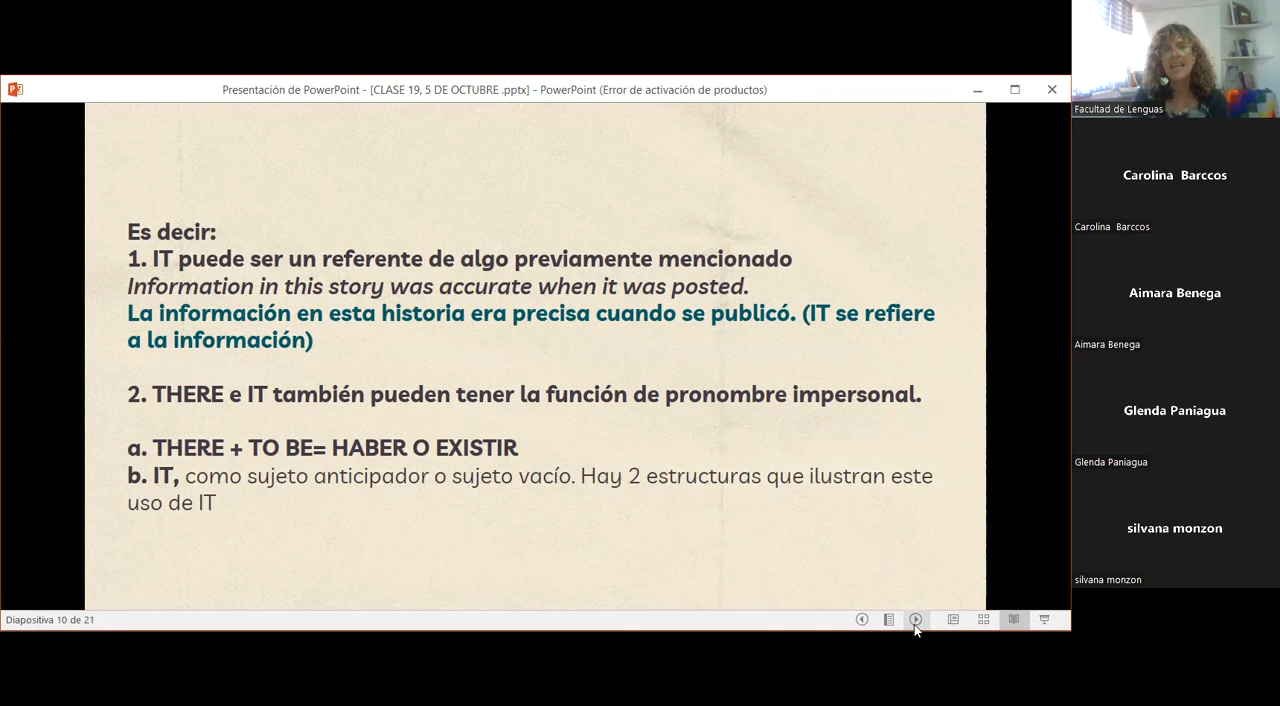 Presentación de PowerPoint - [CLASE 19, 5 DE OCTUBRE .pptx] - PowerPoint (Error de activación de productos)
Es decir:
1. IT puede ser un referente de algo previamente mencionado
Information in this story was accurate when it was posted.
La información en esta historia era precisa cuando se publicó. (IT se refiere
a la información)
2. THERE e IT también pueden tener la función de pronombre impersonal.
a. THERE + TO BE= HABER O EXISTIR
b. IT, como sujeto anticipador o sujeto vacío. Hay 2 estructuras que ilustran este
uso de IT
Diapositiva 10 de 21
Facultad de Lenguas
Carolina Barccos
Carolina Barccos
Aimara Benega
Aimara Benega
Glenda Paniagua
Glenda Paniagua
silvana monzon
silvana monzon